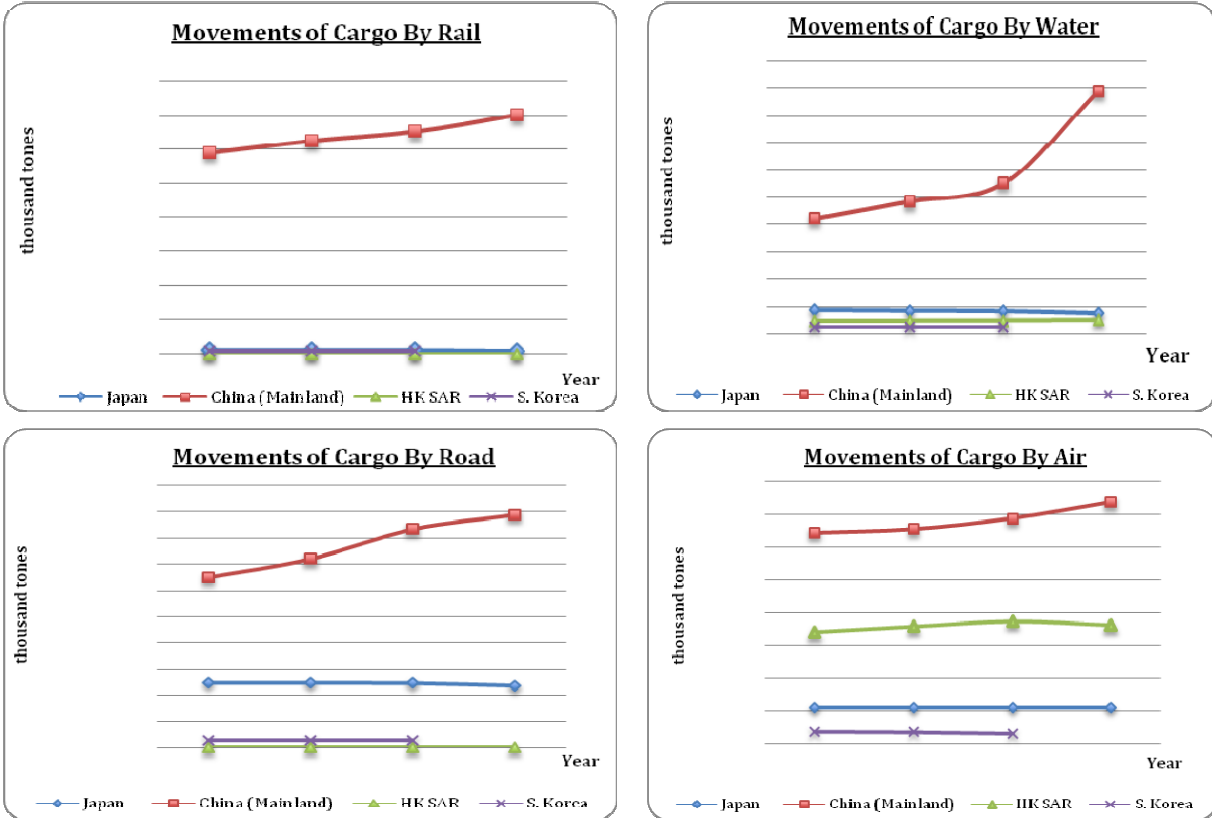 Movements of Cargo By Rail
thousand tones
Year
Japan China (Mainland) HK SAR S. Korea
Movements of Cargo By Water
thousand tones
Year
Japan China (Mainland) HK SAR S. Korea
Movements of Cargo By Road
thousand tones
Year
Japan China (Mainland) HK SAR S. Korea
Movements of Cargo By Air
thousand tones
Year
Japan China (Mainland) HK SAR S. Korea